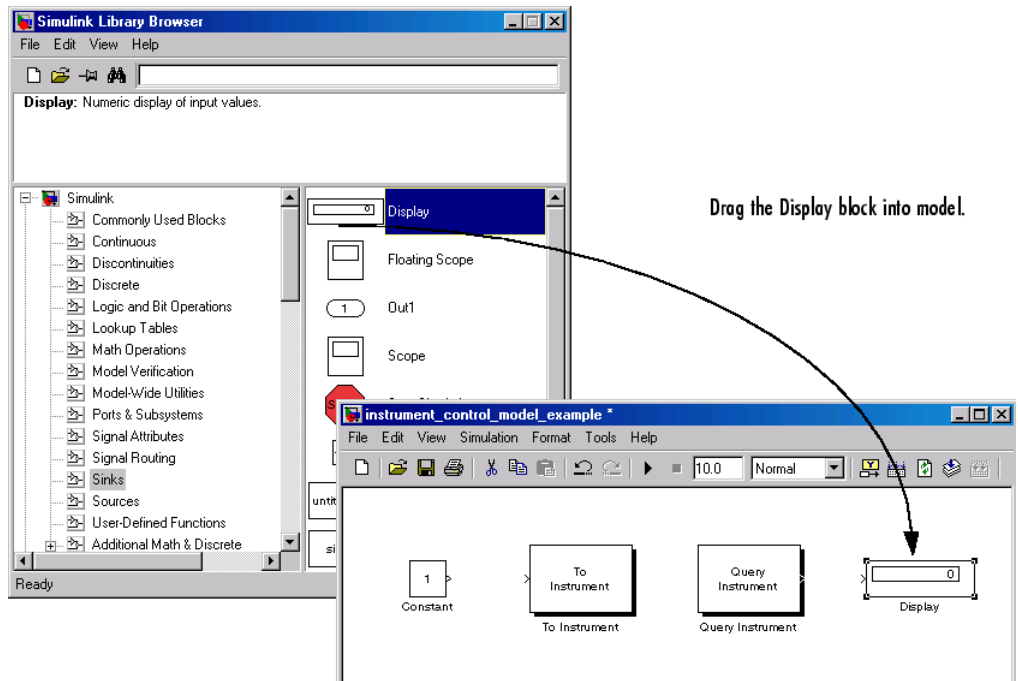 Simulink Library Browser
File Edit View Help
Display: Numeric display of input values.
Simulink
Commonly Used Blocks
Continuous
Discontinuities
Discrete
Logic and Bit Operations
Lookup Tables
Math Operations
Model Verification
Model-Wide Utilities
Ports & Subsystems
Signal Attributes
Signal Routing
Sinks
Sources
User-Defined Functions
Additional Math & Discrete
Ready
0
Display
Floating Scope
1
Out1
Scope
untit
si
Drag the Display block into model.
instrument_control_model_example *
File Edit View Simulation Format Tools Help
10.0 Normal
1
Constant
To
Instrument
To Instrument
Query
Instrument
Query Instrument
0
Display